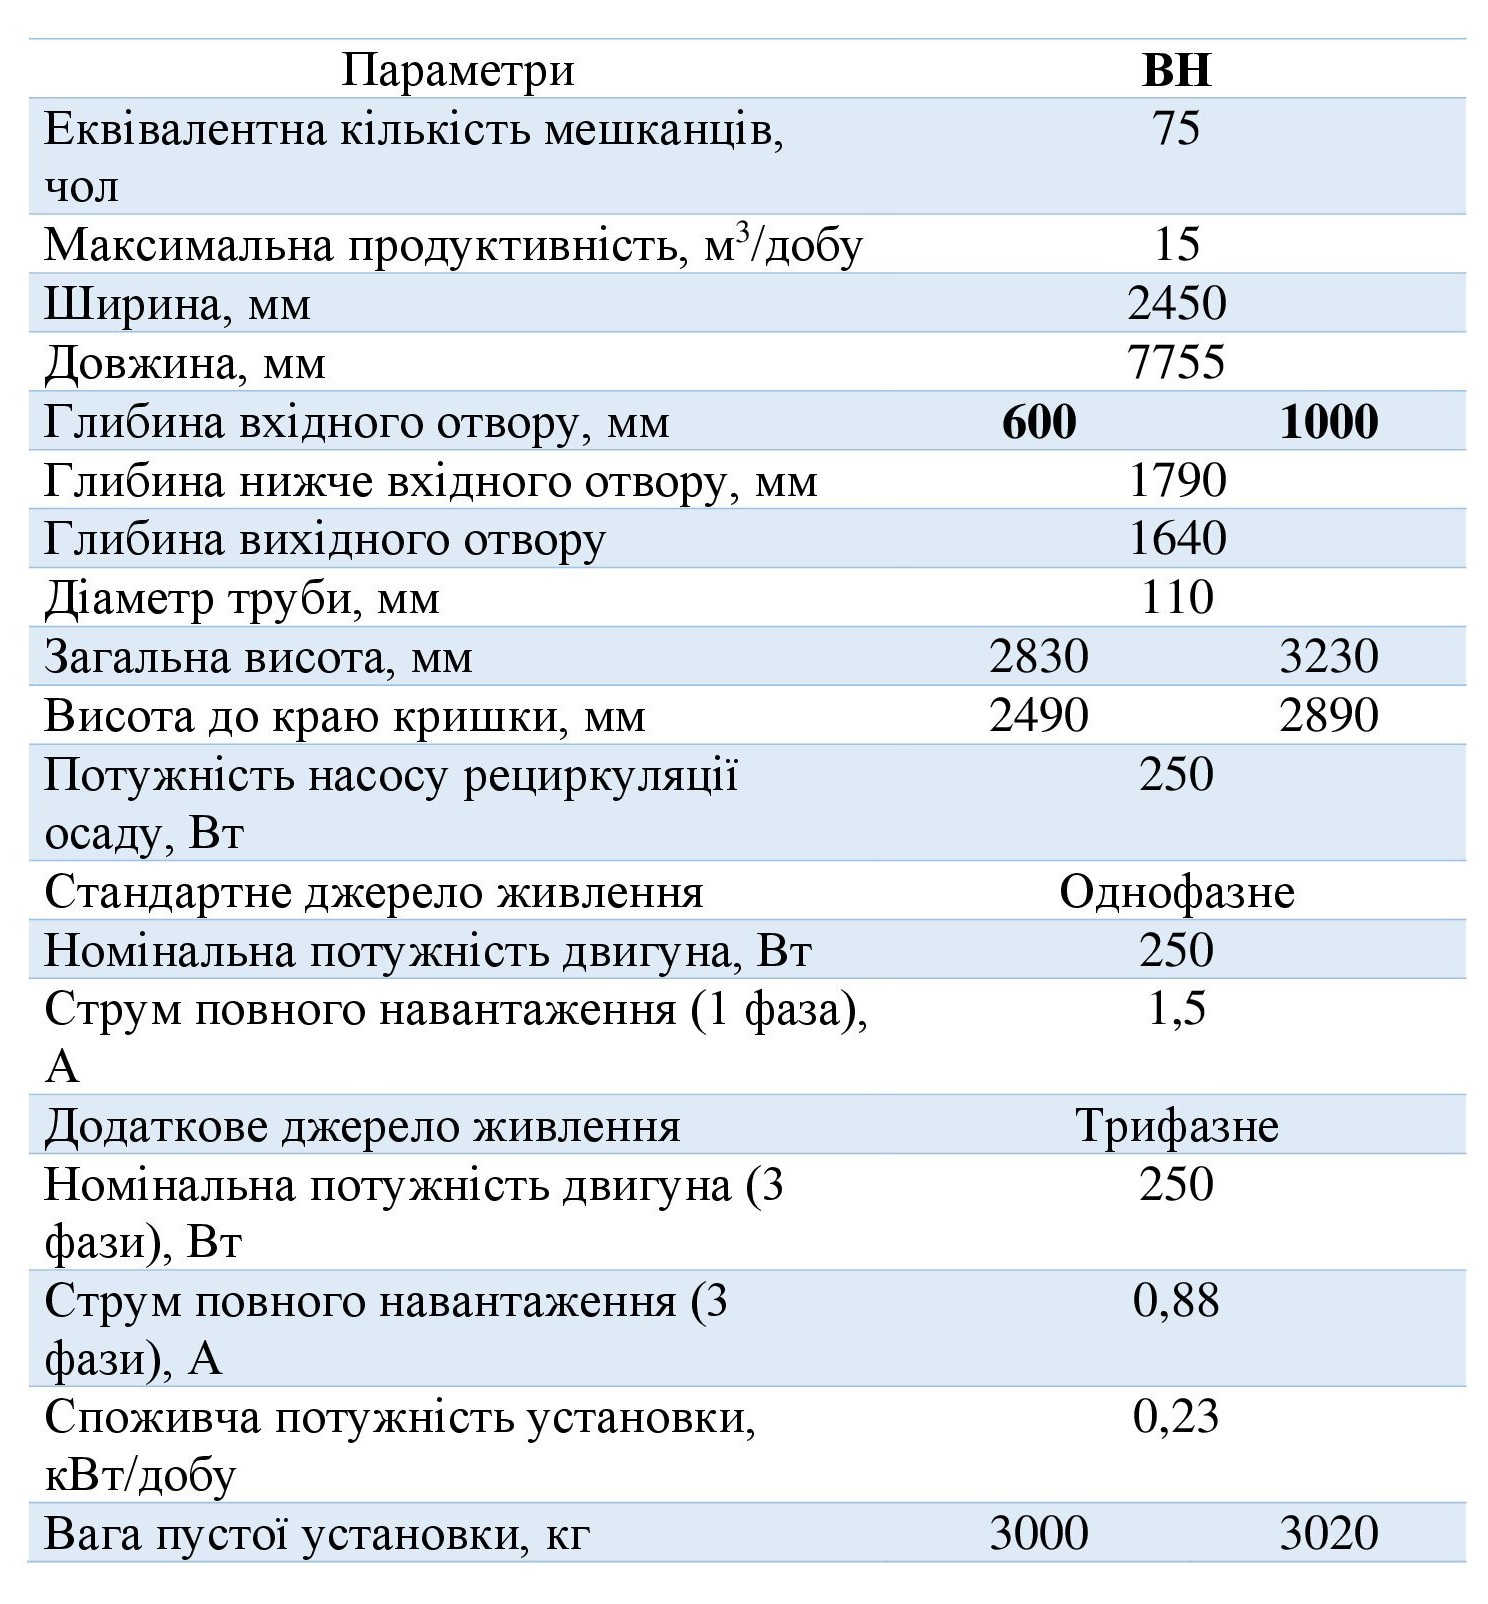 Параметри ВН
Еквівалентна кількість мешканців, 75
чол
Максимальна продуктивність, м³/добу 15
Ширина, мм 2450
Довжина, мм 7755
Глибина вхідного отвору, мм 600 1000
Глибина нижче вхідного отвору, мм 1790
Глибина вихідного отвору 1640
Діаметр труби, мм 110
Загальна висота, мм 2830 3230
Висота до краю кришки, мм 2490 2890
Потужність насосу рециркуляції 250
осаду, Вт
Стандартне джерело живлення Однофазне
Номінальна потужність двигуна, Вт 250
Струм повного навантаження (1 фаза), 1,5
А
Додаткове джерело живлення Трифазне
Номінальна потужність двигуна (3 250
фази), Вт
Струм повного навантаження (3 0,88
фази), А
Споживча потужність установки, 0,23
кВт/добу
Вага пустої установки, кг 3000 3020